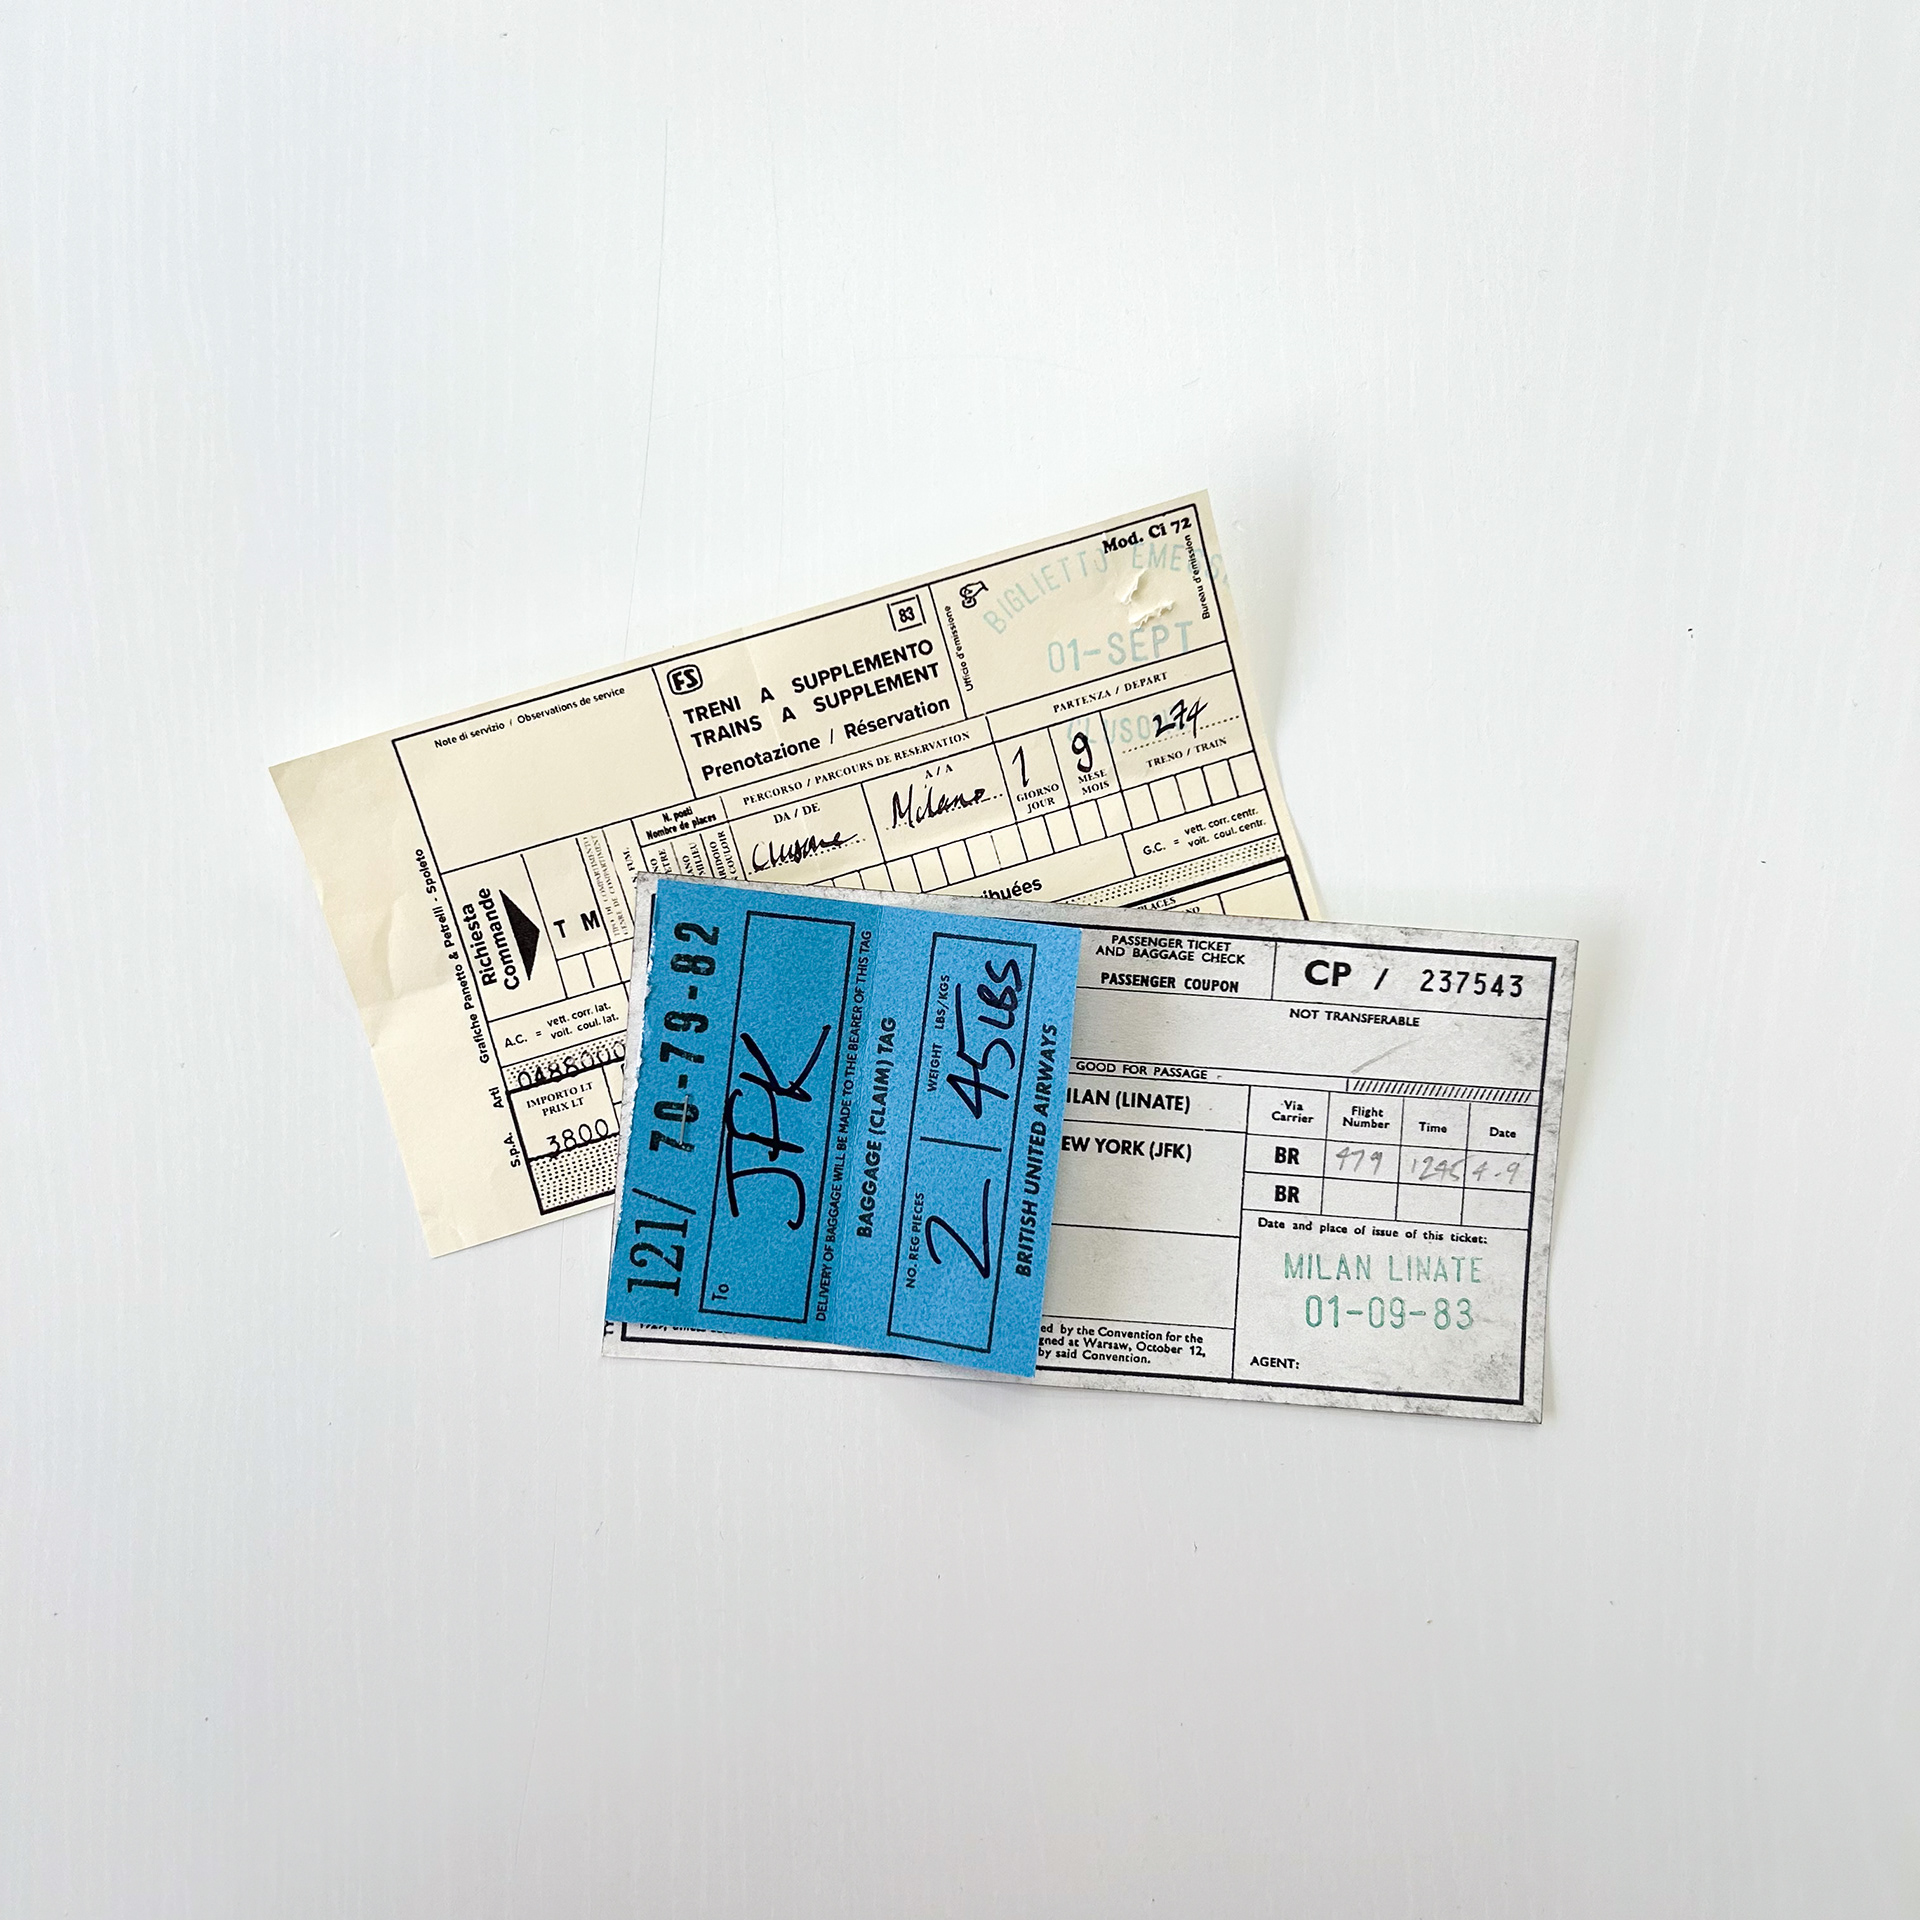 Mod. Ci 72
BIGLIETTO
01-SEPT
Ufficio d'emissione
Bureau d'emission
83
FS
TRENI A SUPPLEMENTO
TRAINS A SUPPLEMENT
Prenotazione / Réservation
Note di servizio / Observations de service
PERCORSO / PARCOURS DE RESERVATION
PARTENZA / DEPART
DA / DE
A / A
Clusone
Milano
1
GIORNO
JOUR
9
MESE
MOIS
274
TRENO / TRAIN
N. posti
Nombre de places
G.C. = vett. corr. centr.
voit. coul. centr.
Richiesta
Commande
T M
A.C. = vett. corr. lat.
voit. coul. lat.
0488000
IMPORTO LT
PRIX LT
3800
S.p.A. Arti Grafiche Panetto & Petrelli - Spoleto
121/ 70-79-82
To
JFK
DELIVERY OF BAGGAGE WILL BE MADE TO THE BEARER OF THIS TAG
BAGGAGE (CLAIM) TAG
NO. REG PIECES
WEIGHT LBS/KGS
2 45LBS
BRITISH UNITED AIRWAYS
PASSENGER TICKET
AND BAGGAGE CHECK
PASSENGER COUPON
CP / 237543
NOT TRANSFERABLE
GOOD FOR PASSAGE
ILAN (LINATE)
EW YORK (JFK)
Via
Carrier
Flight
Number
Time
Date
BR
479
1245
4-9
BR
Date and place of issue of this ticket:
MILAN LINATE
01-09-83
AGENT:
ed by the Convention for the
gned at Warsaw, October 12,
by said Convention.